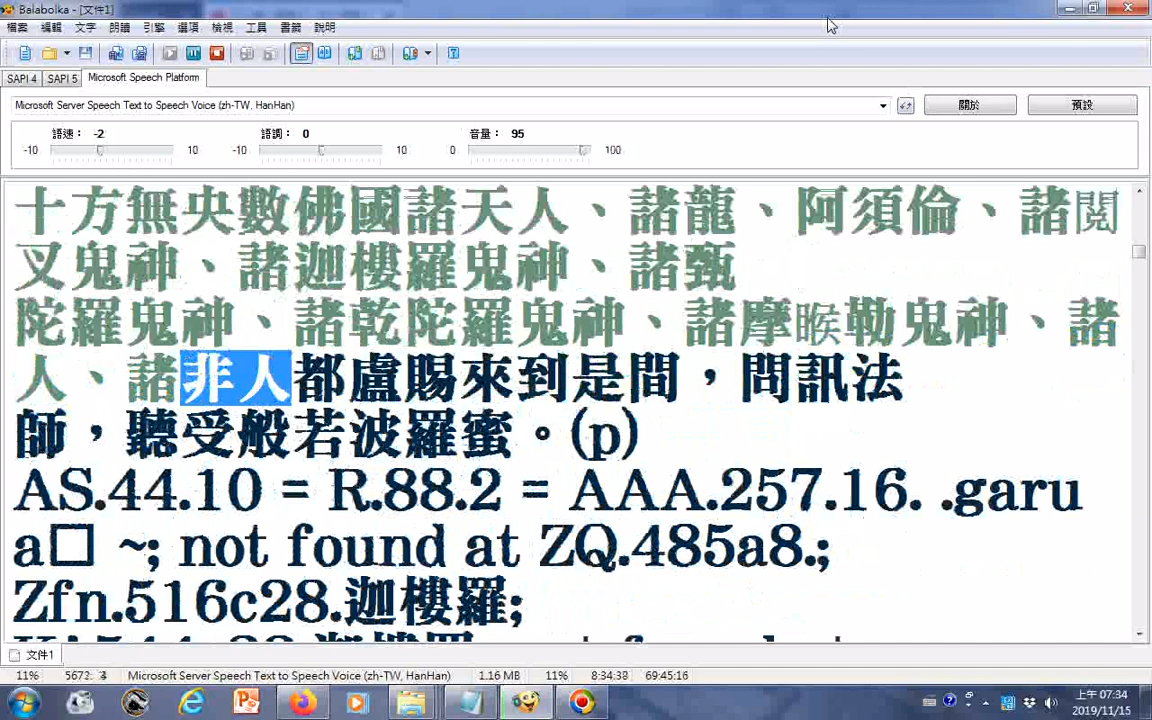 Balabolka - [文件1]
檔案 編輯 文字 朗讀 引擎 選項 檢視 工具 書籤 說明
SAPI 4 SAPI 5 Microsoft Speech Platform
Microsoft Server Speech Text to Speech Voice (zh-TW, HanHan) 關於 預設
語速: -2 語調: 0 音量: 95
-10 10 -10 10 0 100
十方無央數佛國諸天人、諸龍、阿須倫、諸閱
叉鬼神、諸迦樓羅鬼神、諸甄
陀羅鬼神、諸乾陀羅鬼神、諸摩睺勒鬼神、諸
人、諸非人都盧賜來到是間，問訊法
師，聽受般若波羅蜜。(p)
AS.44.10 = R.88.2 = AAA.257.16. .garu
a□ ~; not found at ZQ.485a8.;
Zfn.516c28.迦樓羅;
文件1
11% Microsoft Server Speech Text to Speech Voice (zh-TW, HanHan) 1.16 MB 11% 8:34:38 69:45:16
上午 07:34
2019/11/15